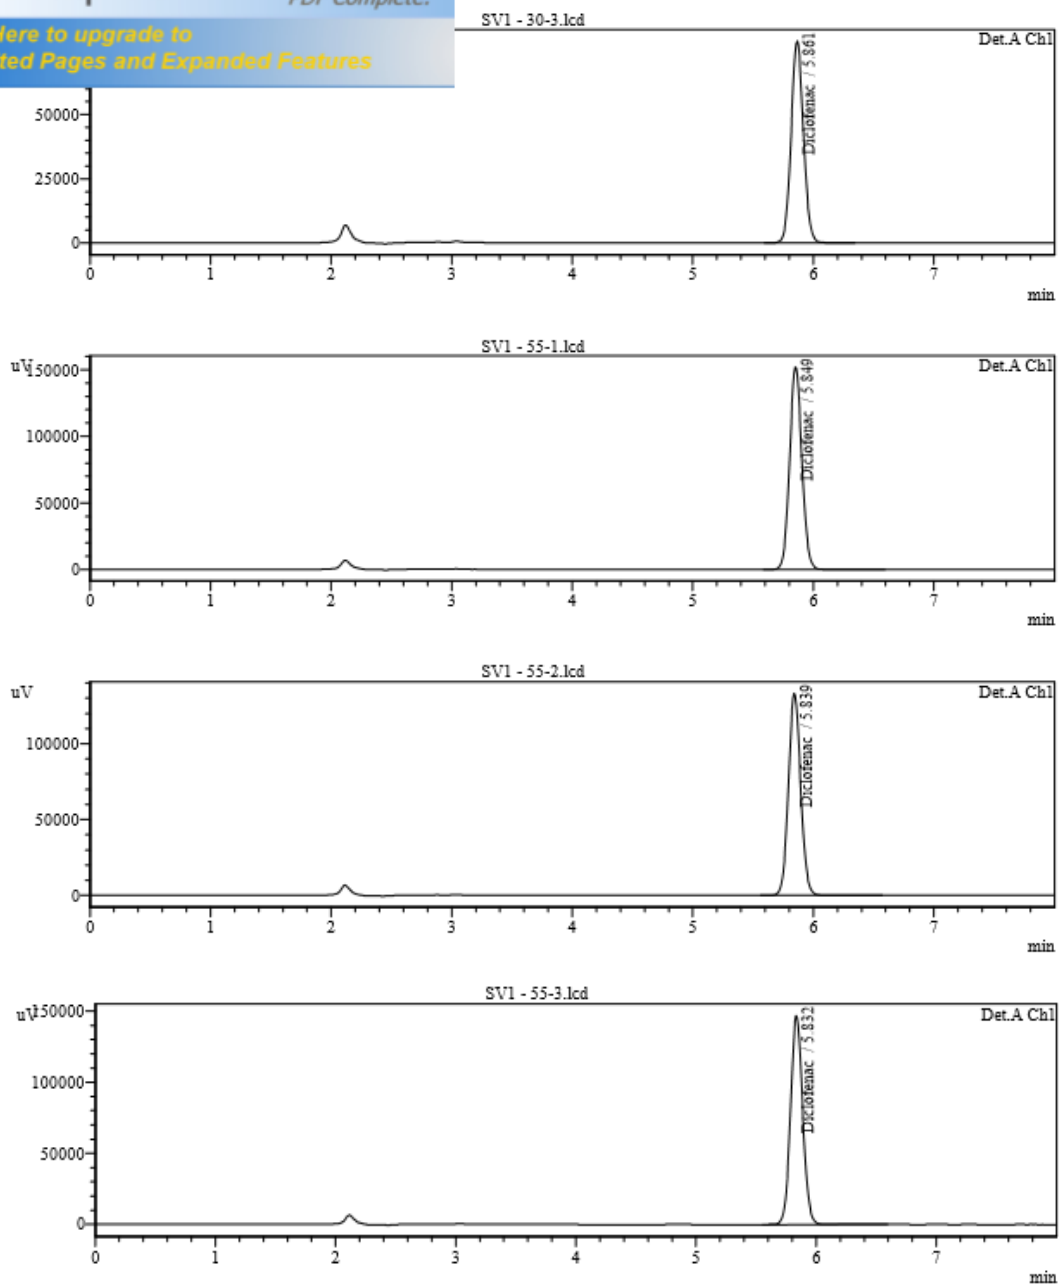 PDF Complete.
Here to upgrade to
ted Pages and Expanded Features
SV1 - 30-3.lcd
Det.A Ch1
Diclofenac / 5.861
50000
25000
0
0 1 2 3 4 5 6 7
min
SV1 - 55-1.lcd
uV
Det.A Ch1
Diclofenac / 5.849
150000
100000
50000
0
0 1 2 3 4 5 6 7
min
SV1 - 55-2.lcd
uV
Det.A Ch1
Diclofenac / 5.839
100000
50000
0
0 1 2 3 4 5 6 7
min
SV1 - 55-3.lcd
uV
Det.A Ch1
Diclofenac / 5.832
150000
100000
50000
0
0 1 2 3 4 5 6 7
min